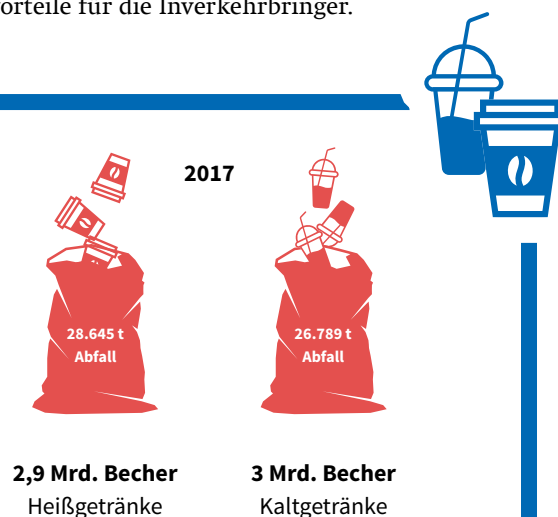 vorteile für die Inverkehrbringer.
2017
28.645 t
Abfall
26.789 t
Abfall
2,9 Mrd. Becher
Heißgetränke
3 Mrd. Becher
Kaltgetränke